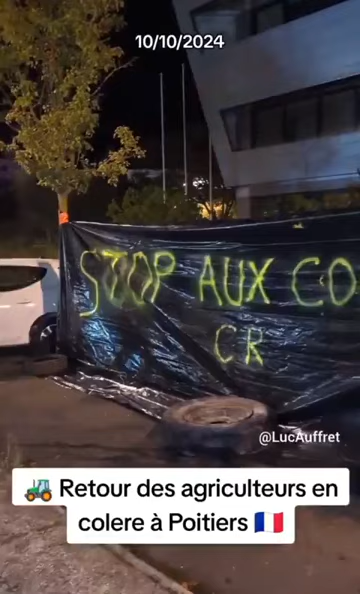 10/10/2024
STOP AUX CO
CR
@LucAuffret
🚜 Retour des agriculteurs en
colere à Poitiers 🇫🇷